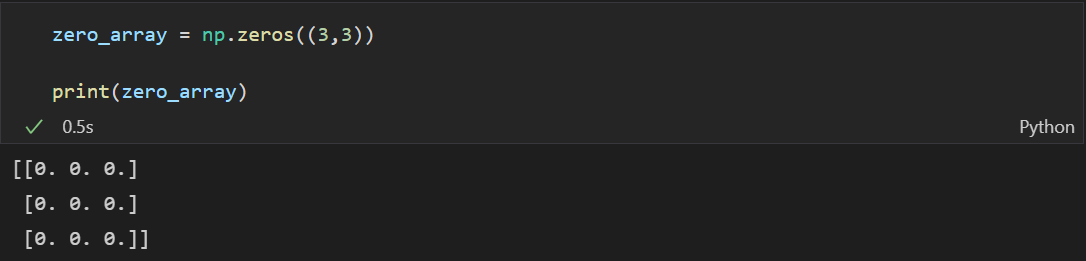 zero_array = np.zeros((3,3))
print(zero_array)
✓ 0.5s Python
[[0. 0. 0.]
 [0. 0. 0.]
 [0. 0. 0.]]